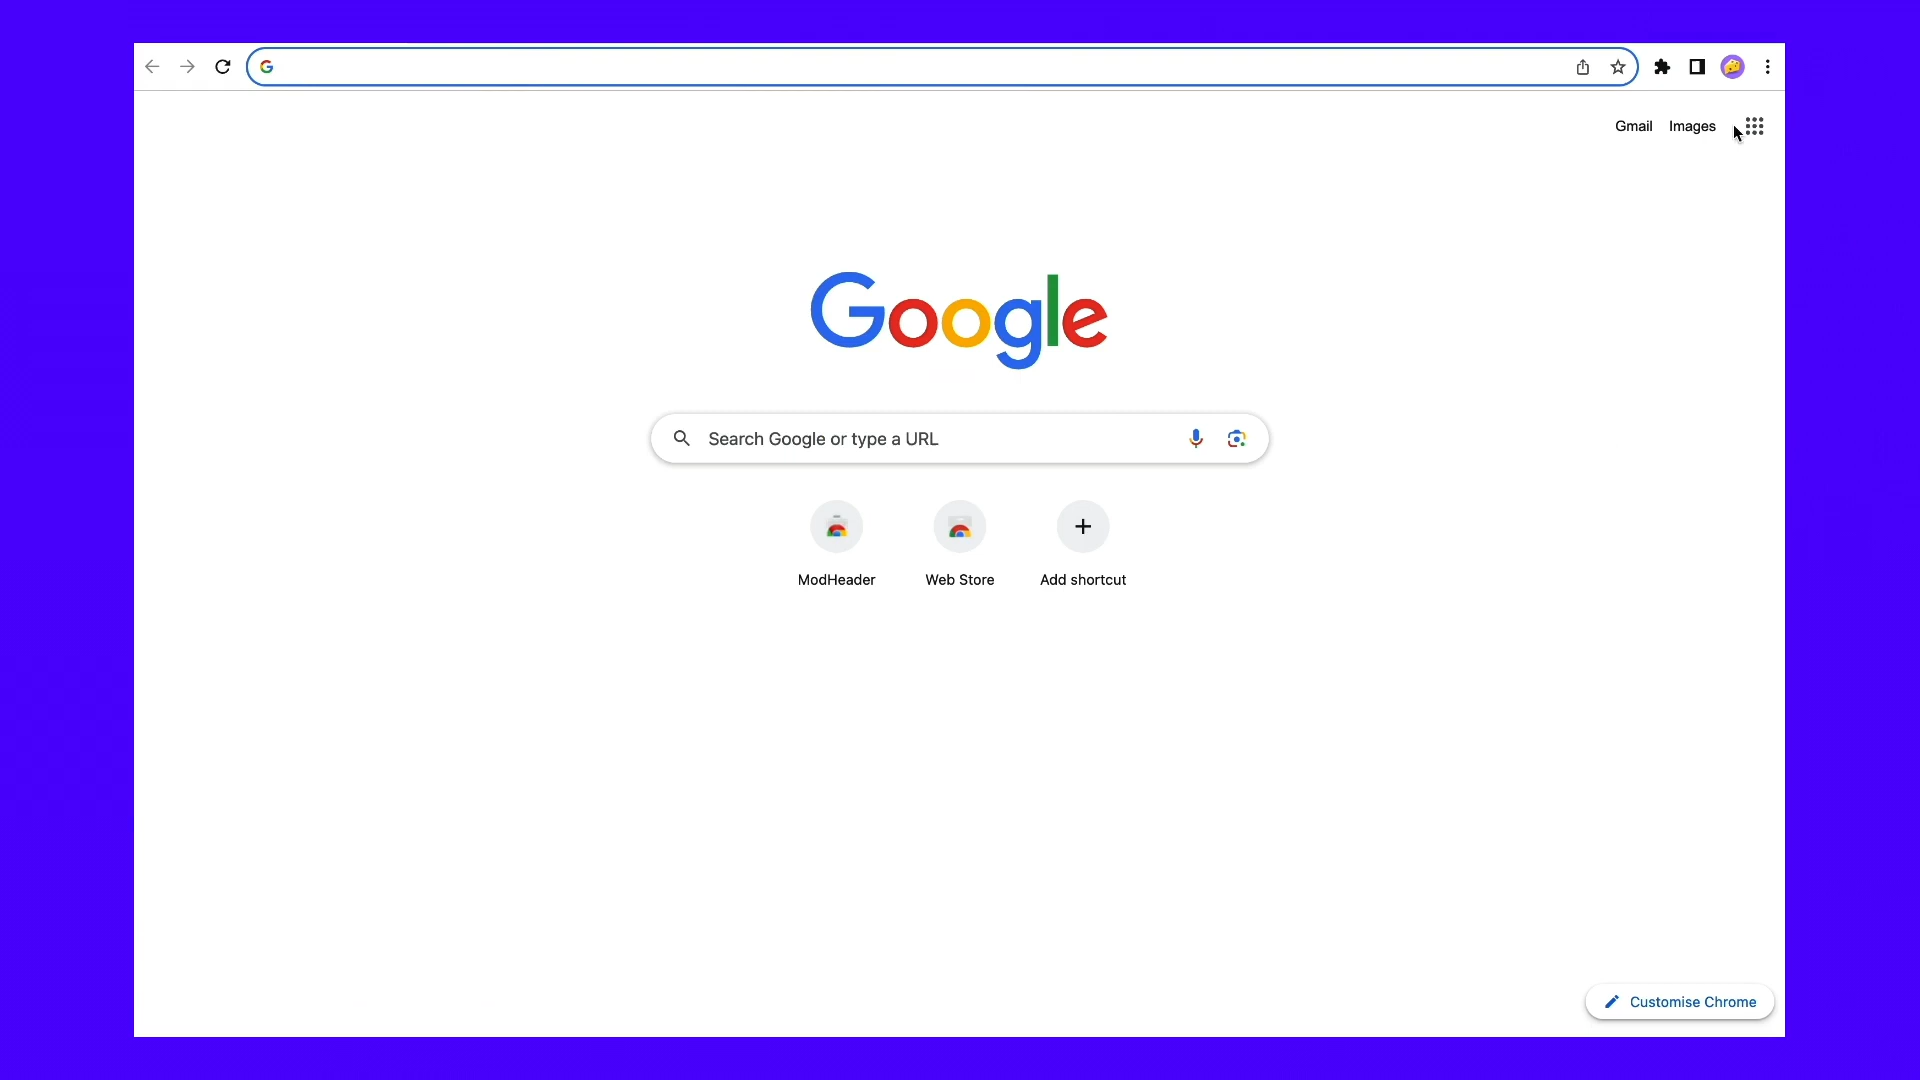 Gmail Images
Google
Search Google or type a URL
ModHeader Web Store Add shortcut
Customise Chrome